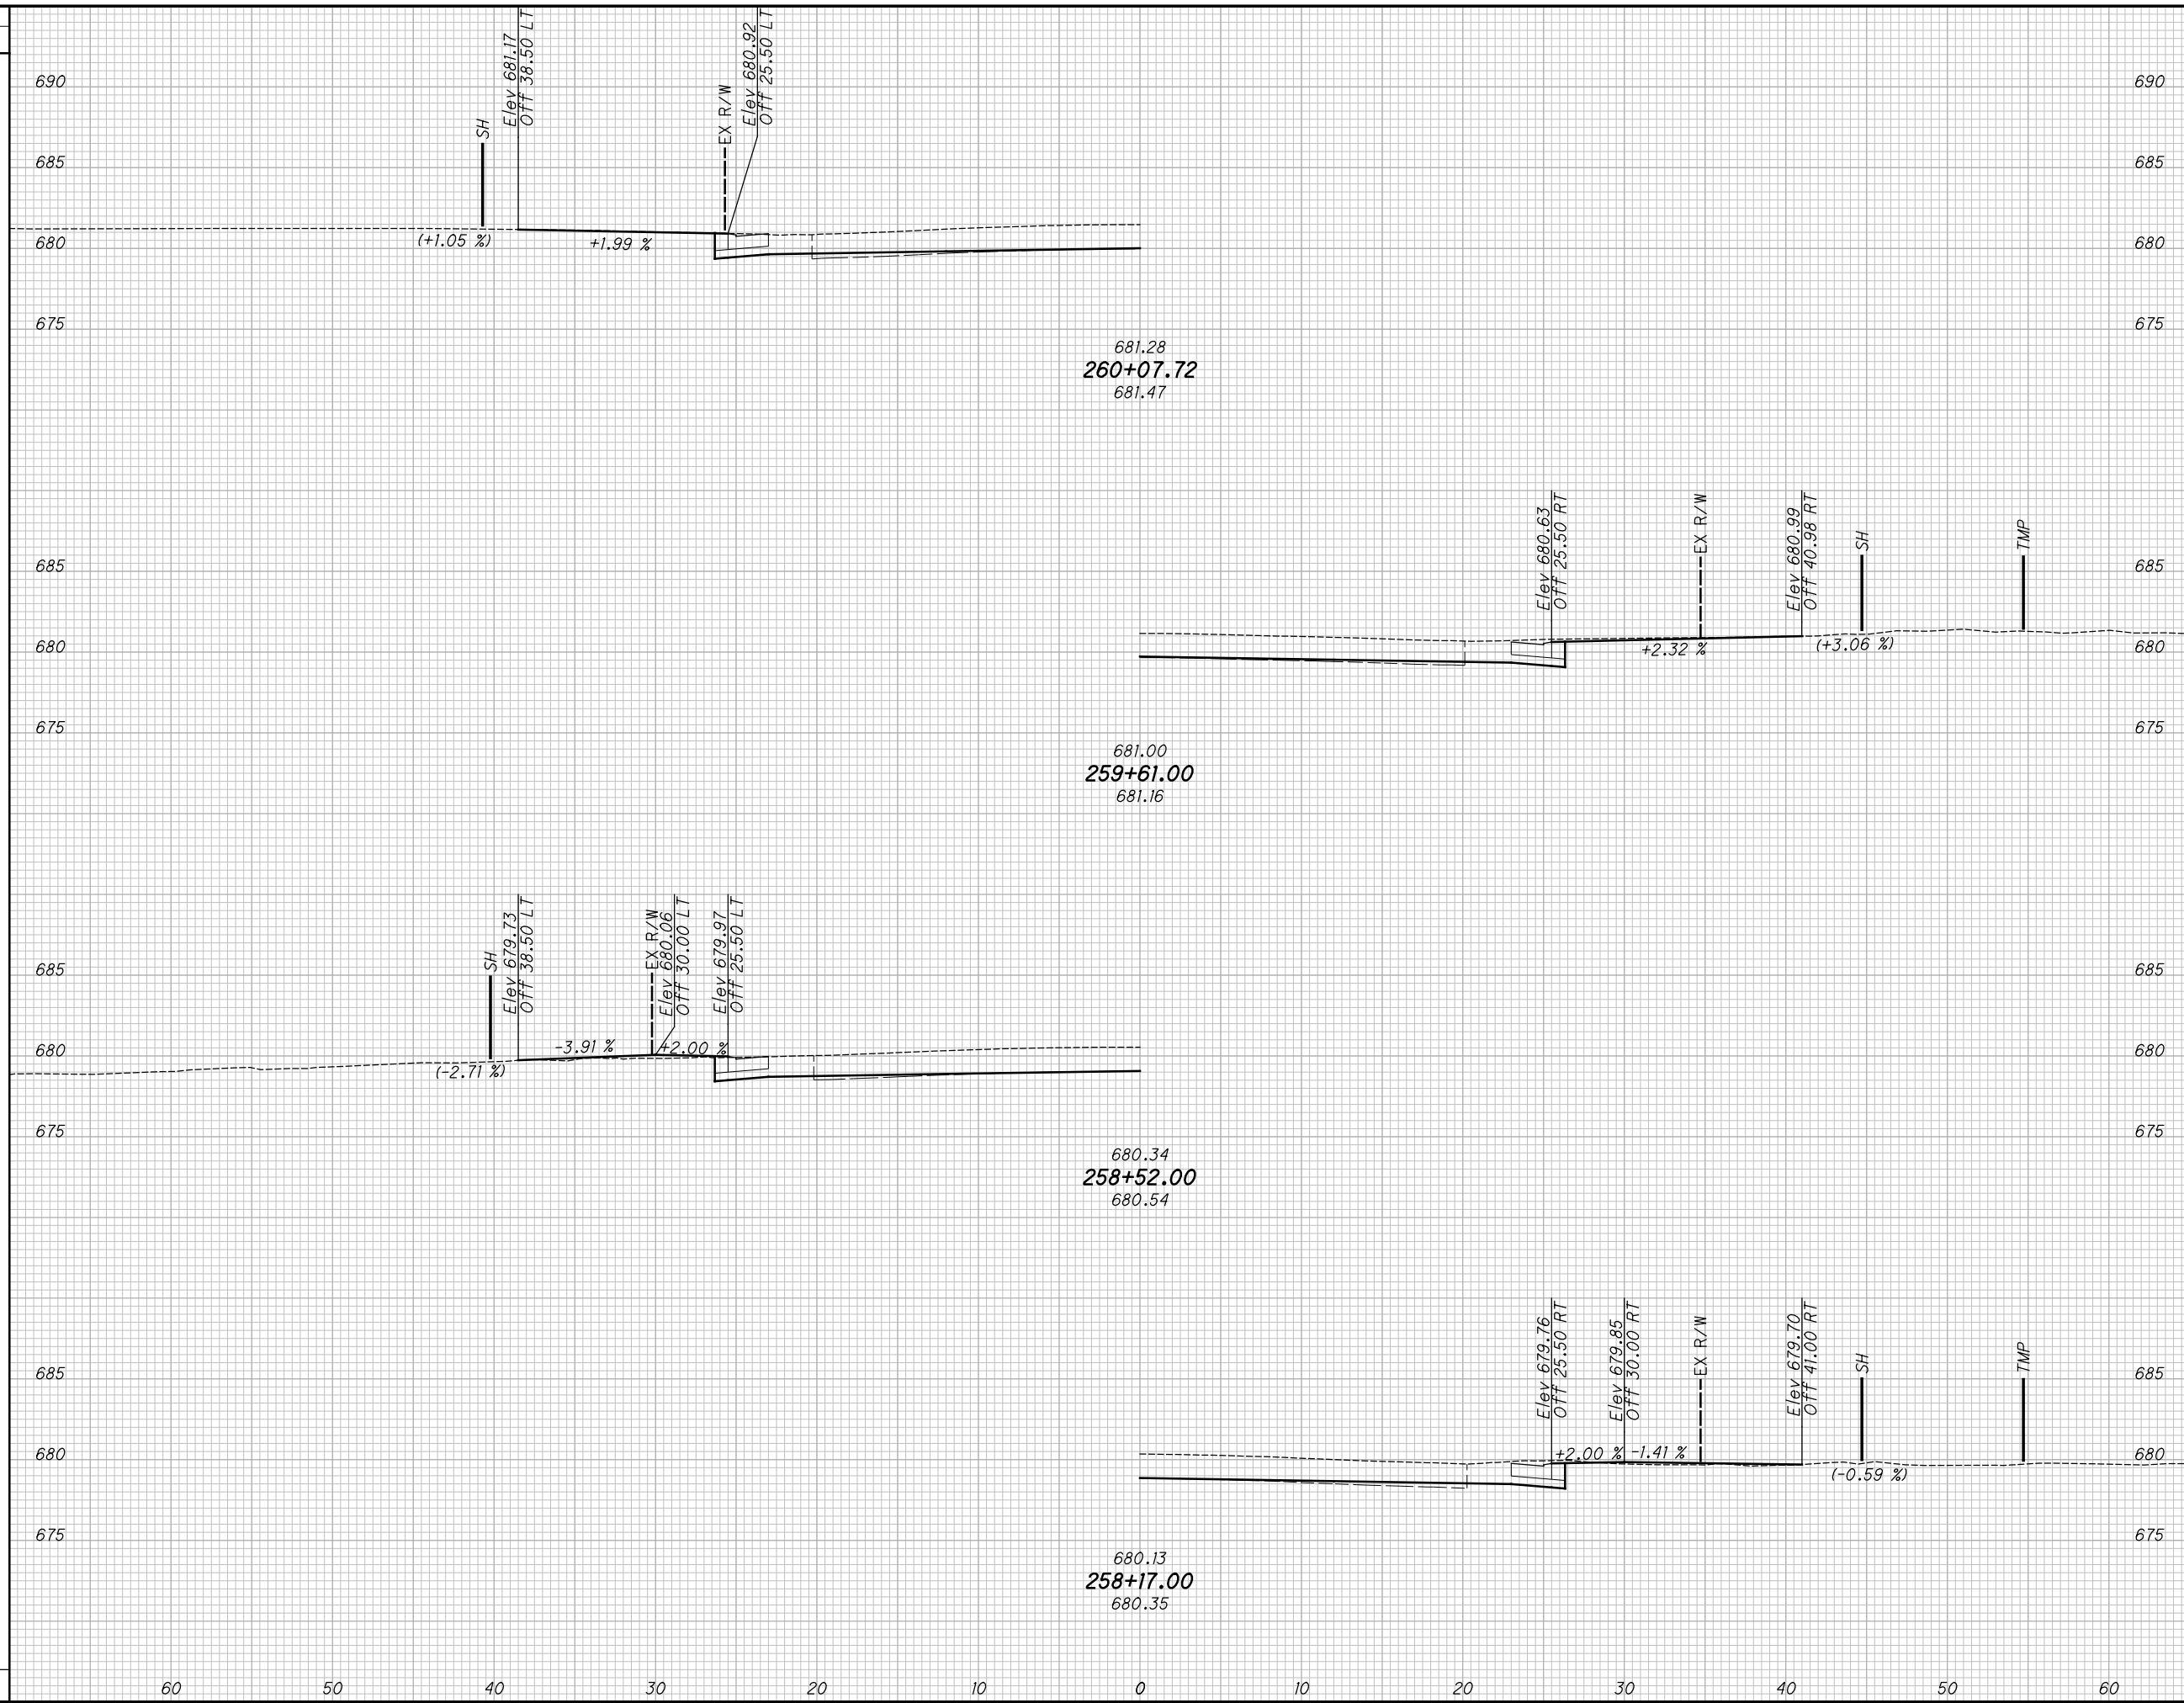 Elev 681.17
Off 38.50 LT
Elev 680.92
Off 25.50 LT
EX R/W
SH
690
690
685
685
680
680
(+1.05 %)
+1.99 %
675
675
681.28
260+07.72
681.47
Elev 680.63
Off 25.50 RT
EX R/W
Elev 680.99
Off 40.98 RT
SH
TMP
685
685
680
680
+2.32 %
(+3.06 %)
675
675
681.00
259+61.00
681.16
SH
Elev 679.73
Off 38.50 LT
EX R/W
Elev 680.06
Off 30.00 LT
Elev 679.97
Off 25.50 LT
685
685
680
680
-3.91 %
+2.00 %
(-2.71 %)
675
675
680.34
258+52.00
680.54
Elev 679.76
Off 25.50 RT
Elev 679.85
Off 30.00 RT
EX R/W
Elev 679.70
Off 41.00 RT
SH
TMP
685
685
680
680
+2.00 %
-1.41 %
(-0.59 %)
675
675
680.13
258+17.00
680.35
60 50 40 30 20 10 0 10 20 30 40 50 60